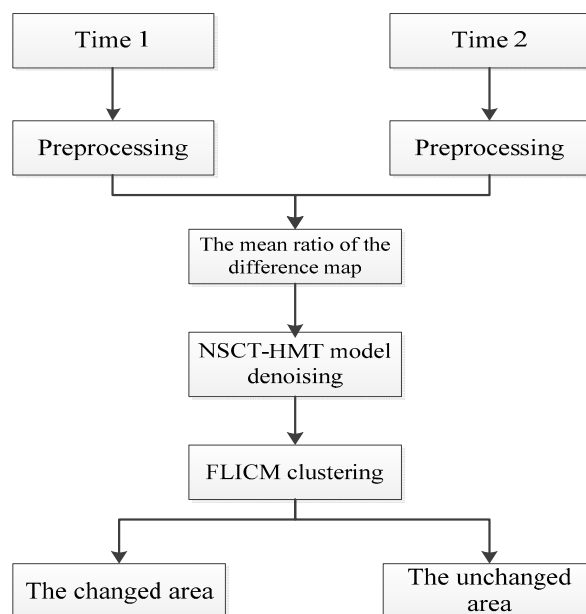 Time 1
Time 2
Preprocessing
Preprocessing
The mean ratio of the
difference map
NSCT-HMT model
denoising
FLICM clustering
The changed area
The unchanged
area